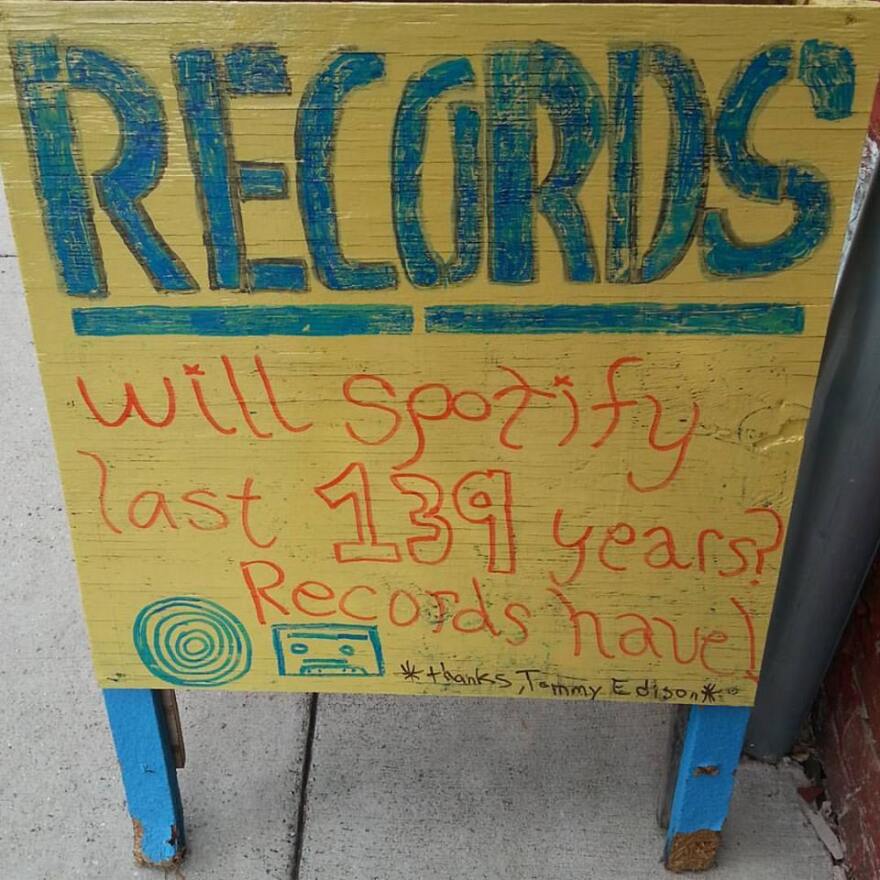 RECORDS
will spotify
last 139 years?
Records have!
*thanks, Tommy Edison*